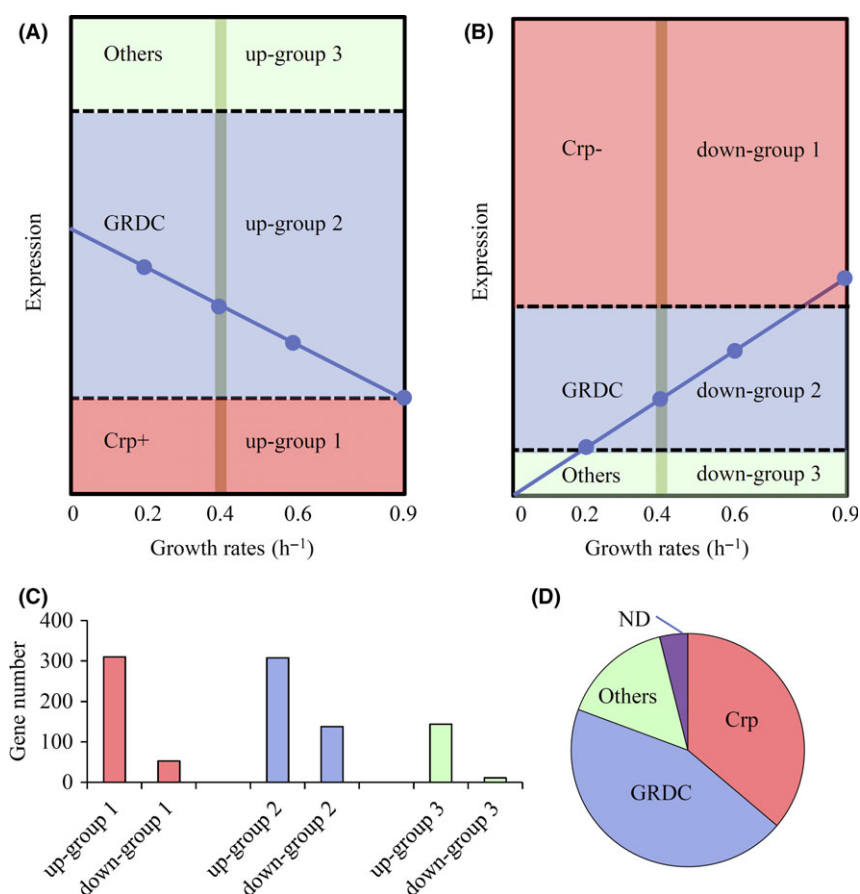 (A)
Others up-group 3
GRDC up-group 2
Crp+ up-group 1
Expression
0 0.2 0.4 0.6 0.9
Growth rates (h⁻¹)
(B)
Crp- down-group 1
GRDC down-group 2
Others down-group 3
Expression
0 0.2 0.4 0.6 0.9
Growth rates (h⁻¹)
(C)
Gene number
400
300
200
100
0
up-group 1
down-group 1
up-group 2
down-group 2
up-group 3
down-group 3
(D)
ND
Others
Crp
GRDC